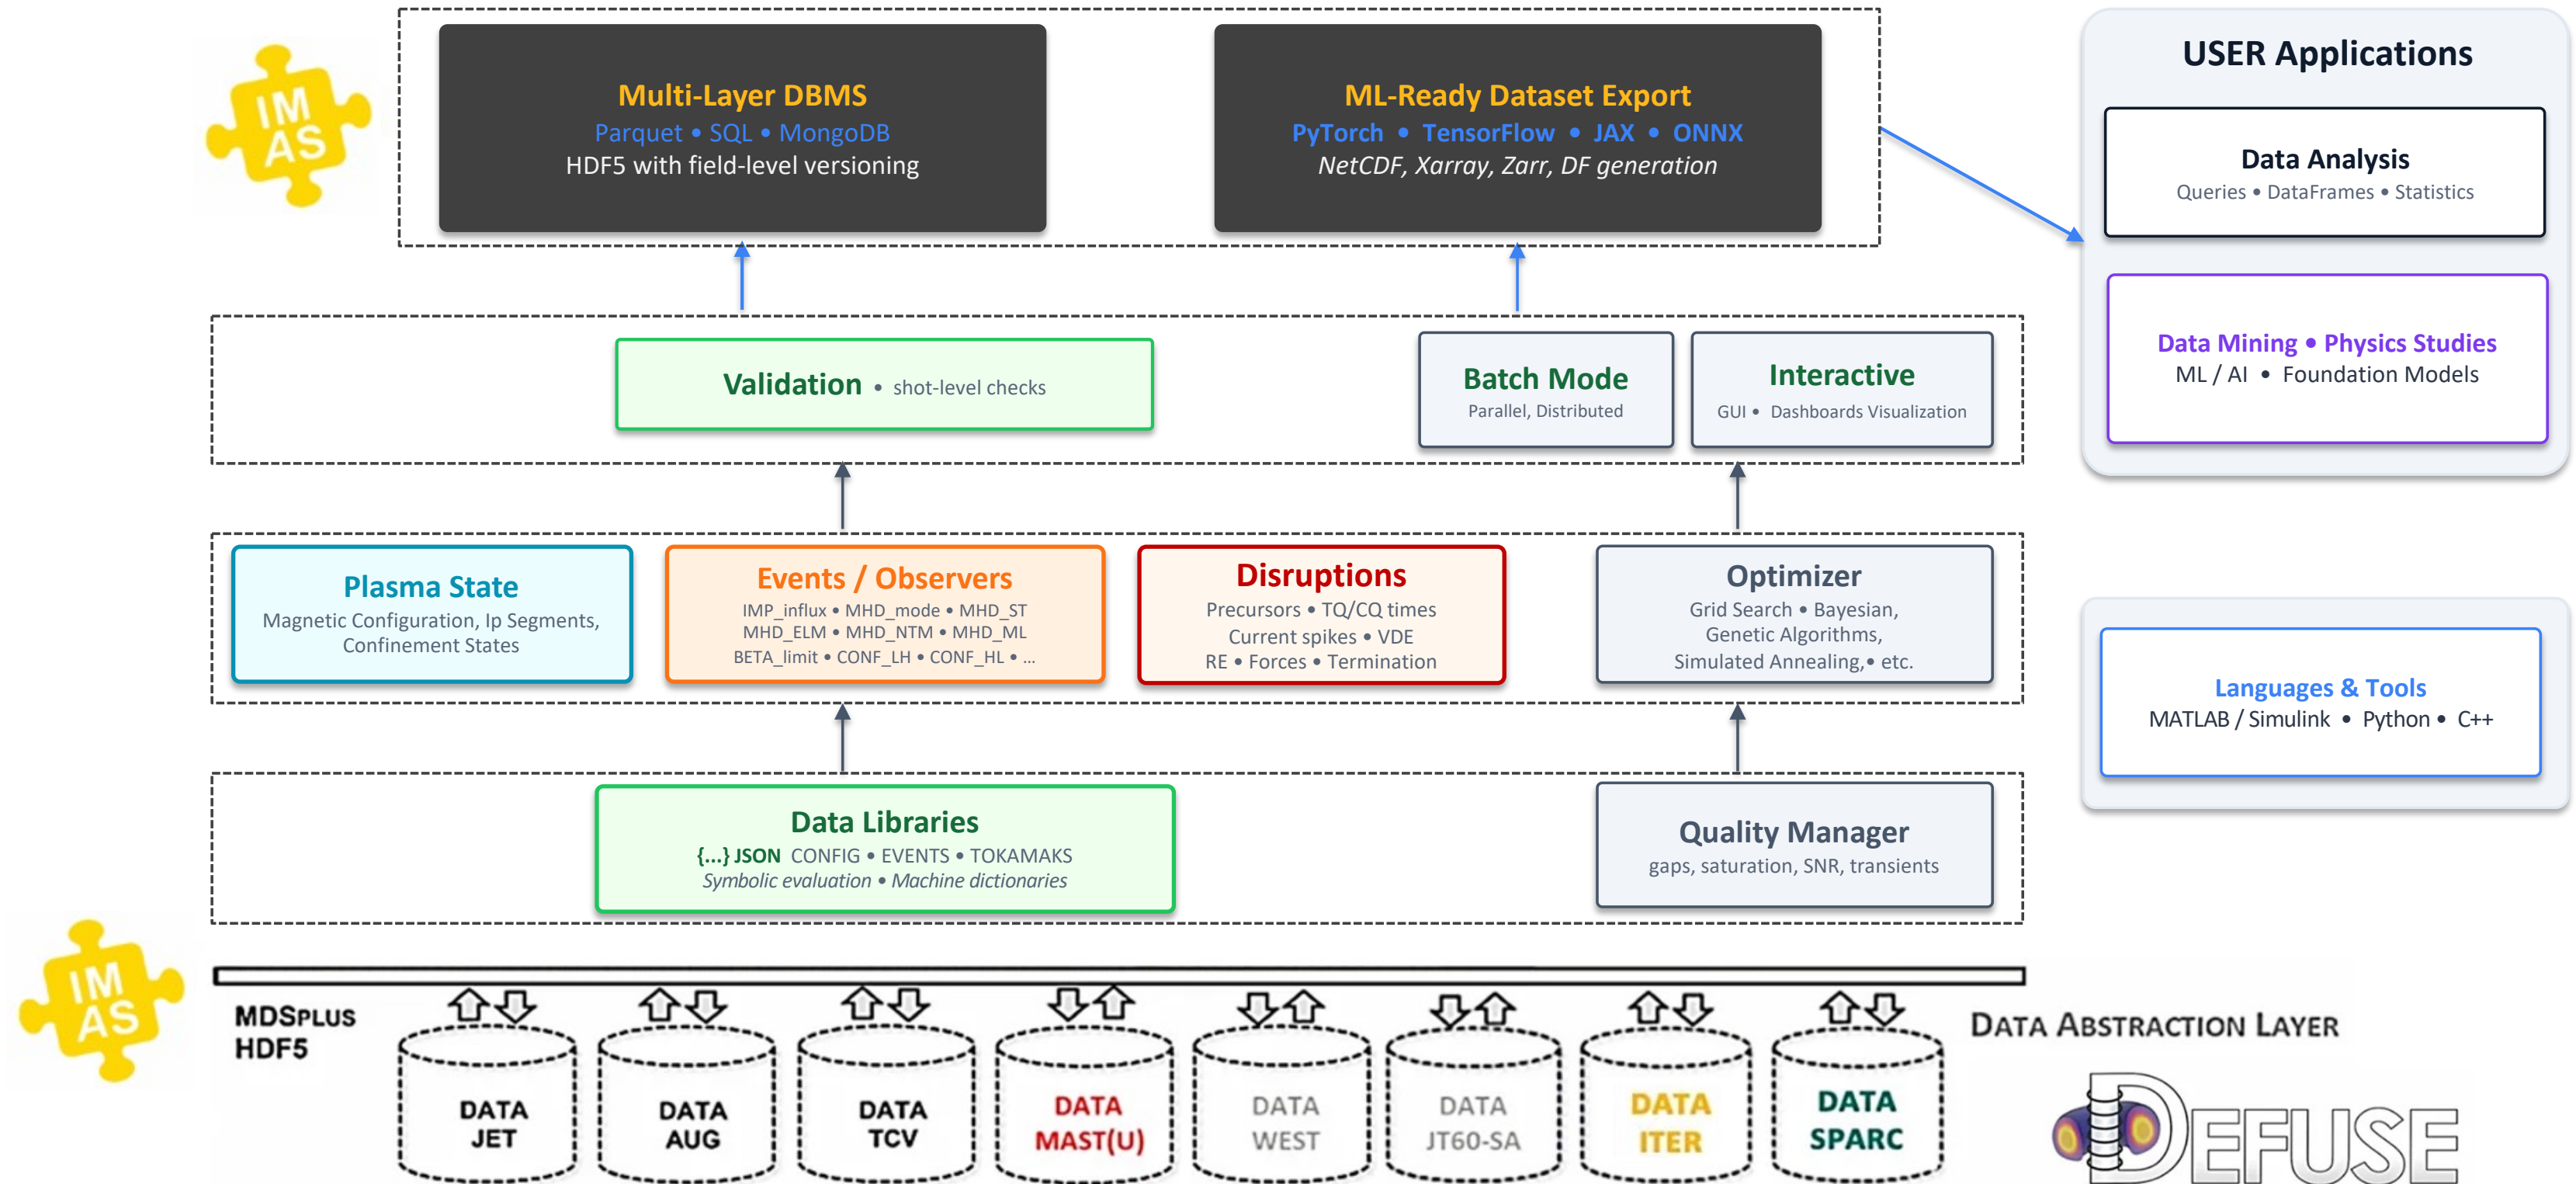 IM
AS
Multi-Layer DBMS
Parquet • SQL • MongoDB
HDF5 with field-level versioning
ML-Ready Dataset Export
PyTorch • TensorFlow • JAX • ONNX
NetCDF, Xarray, Zarr, DF generation
USER Applications
Data Analysis
Queries • DataFrames • Statistics
Data Mining • Physics Studies
ML / AI • Foundation Models
Validation • shot-level checks
Batch Mode
Parallel, Distributed
Interactive
GUI • Dashboards Visualization
Plasma State
Magnetic Configuration, Ip Segments,
Confinement States
Events / Observers
IMP_influx • MHD_mode • MHD_ST
MHD_ELM • MHD_NTM • MHD_ML
BETA_limit • CONF_LH • CONF_HL • ...
Disruptions
Precursors • TQ/CQ times
Current spikes • VDE
RE • Forces • Termination
Optimizer
Grid Search • Bayesian,
Genetic Algorithms,
Simulated Annealing,• etc.
Languages & Tools
MATLAB / Simulink • Python • C++
Data Libraries
{...} JSON CONFIG • EVENTS • TOKAMAKS
Symbolic evaluation • Machine dictionaries
Quality Manager
gaps, saturation, SNR, transients
IM
AS
MDSPLUS
HDF5
DATA
JET
DATA
AUG
DATA
TCV
DATA
MAST(U)
DATA
WEST
DATA
JT60-SA
DATA
ITER
DATA
SPARC
DATA ABSTRACTION LAYER
DEFUSE